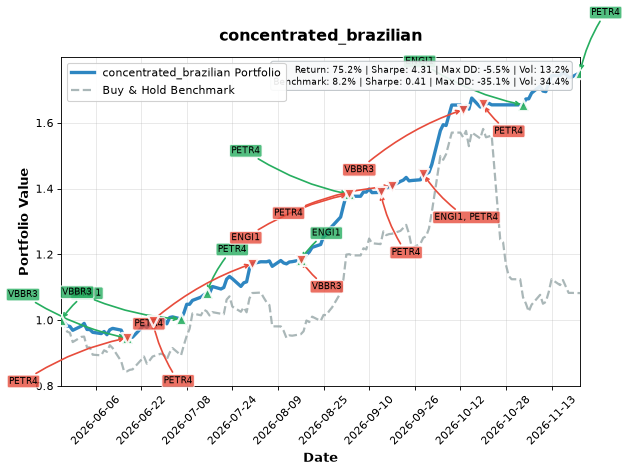 PETR4
concentrated_brazilian
ENGI1
Return: 75.2% | Sharpe: 4.31 | Max DD: -5.5% | Vol: 13.2%
Benchmark: 8.2% | Sharpe: 0.41 | Max DD: -35.1% | Vol: 34.4%
concentrated_brazilian Portfolio
Buy & Hold Benchmark
1.6
PETR4
PETR4
VBBR3
1.4
PETR4
ENGI1, PETR4
ENGI1
ENGI1
PETR4
PETR4
1.2
VBBR3
VBBR3
VBBR3
1.0
PETR4
PETR4
PETR4
0.8
Portfolio Value
2026-06-06
2026-06-22
2026-07-08
2026-07-24
2026-08-09
2026-08-25
2026-09-10
2026-09-26
2026-10-12
2026-10-28
2026-11-13
Date